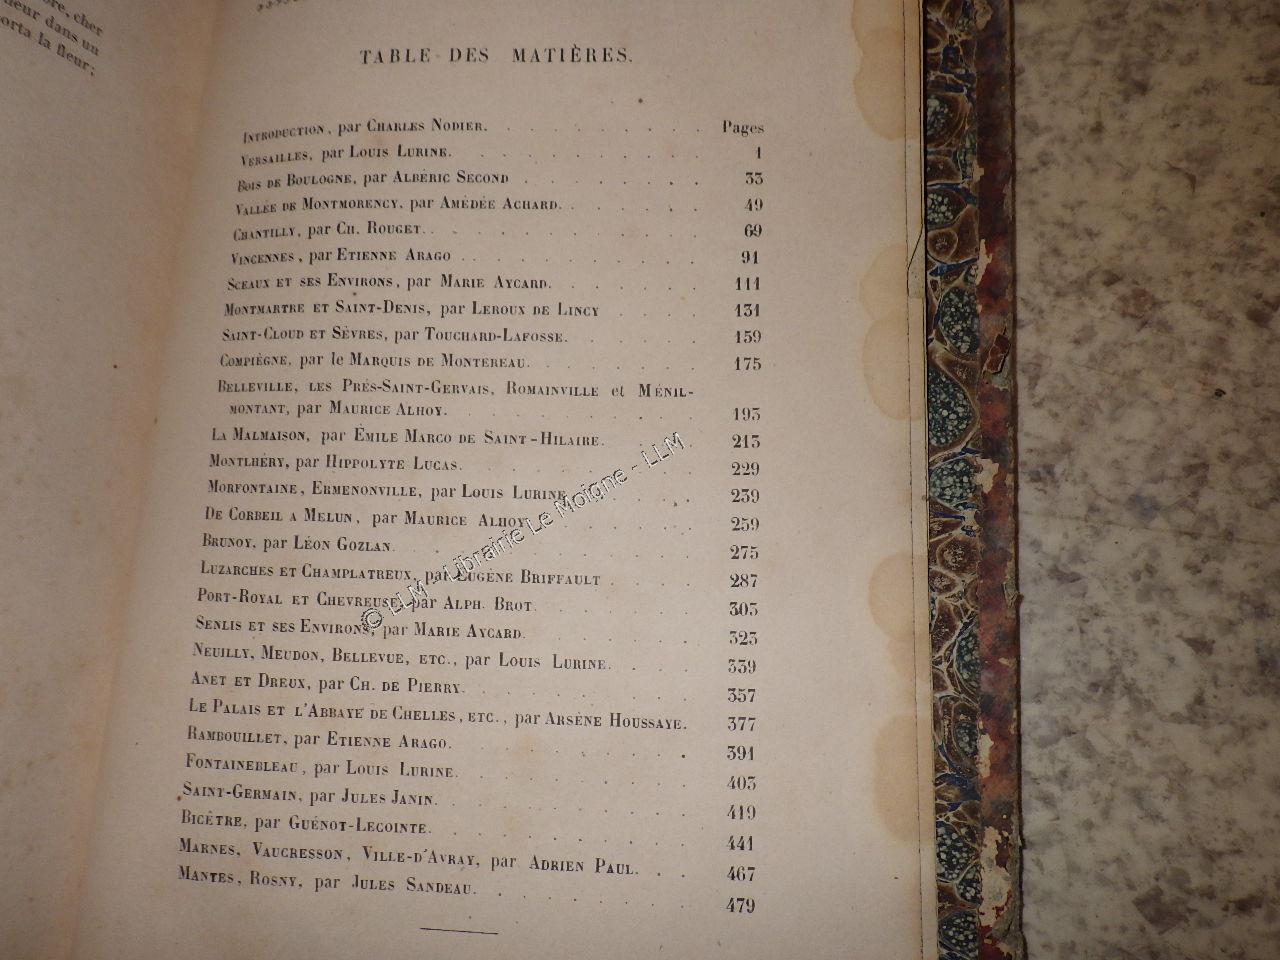 cher
dans un
porta la fleur;
TABLE DES MATIÈRES.
Pages
Introduction, par Charles Nodier.
Versailles, par Louis Lurine. 1
Bois de Boulogne, par Albéric Second 33
Vallée de Montmorency, par Amédée Achard. 49
Chantilly, par Ch. Rouget. 69
Vincennes, par Etienne Arago 91
Sceaux et ses Environs, par Marie Aycard. 111
Montmartre et Saint-Denis, par Leroux de Lincy 131
Saint-Cloud et Sèvres, par Touchard-Lafosse. 159
Compiègne, par le Marquis de Montereau. 175
Belleville, les Prés-Saint-Gervais, Romainville et Ménil-
montant, par Maurice Alhoy. 193
La Malmaison, par Émile Marco de Saint-Hilaire. 213
Montlhéry, par Hippolyte Lucas. 229
Morfontaine, Ermenonville, par Louis Lurine 239
De Corbeil a Melun, par Maurice Alhoy 259
Brunoy, par Léon Gozlan. 275
Luzarches et Champlatreux, par Eugène Briffault 287
Port-Royal et Chevreuse, par Alph. Brot. 303
Senlis et ses Environs, par Marie Aycard. 323
Neuilly, Meudon, Bellevue, etc., par Louis Lurine. 339
Anet et Dreux, par Ch. de Pierry. 357
Le Palais et l'Abbaye de Chelles, etc., par Arsène Houssaye. 377
Rambouillet, par Etienne Arago. 391
Fontainebleau, par Louis Lurine. 403
Saint-Germain, par Jules Janin. 419
Bicêtre, par Guénot-Lecointe. 441
Marnes, Vaucresson, Ville-d'Avray, par Adrien Paul. 467
Mantes, Rosny, par Jules Sandeau. 479
© LLM - Librairie Le Moigne - LLM